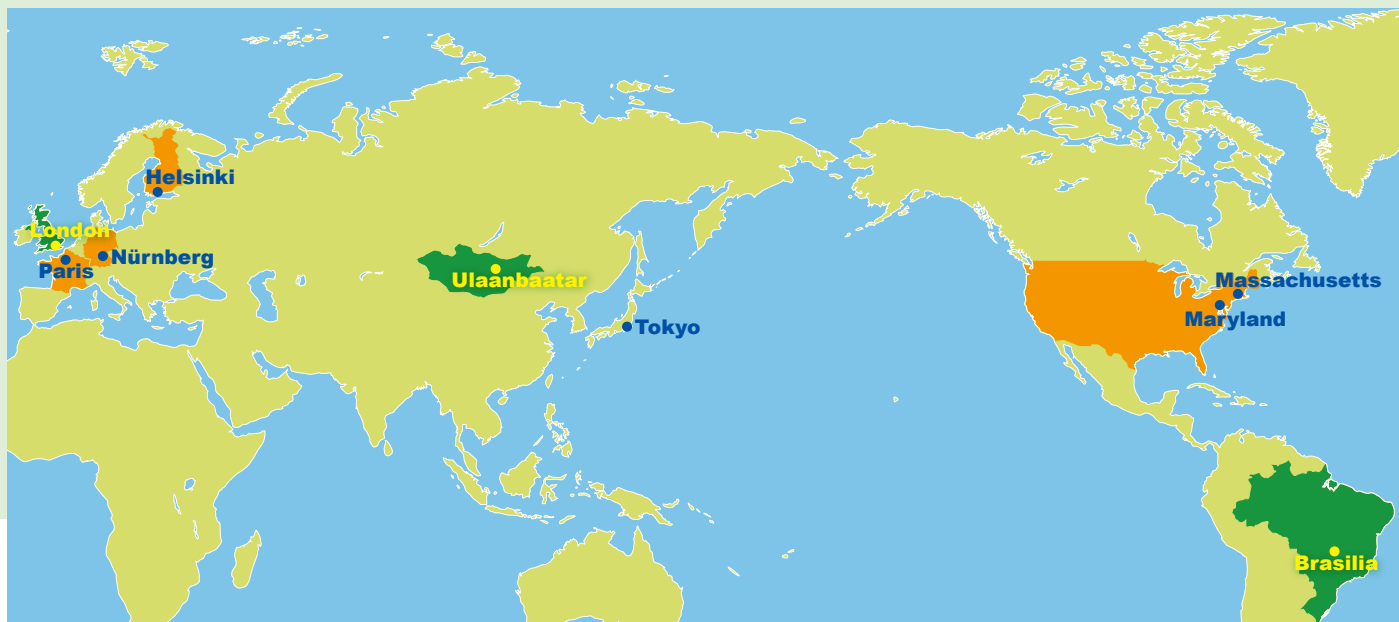 Helsinki
London
Nürnberg
Paris
Ulaanbaatar
Tokyo
Massachusetts
Maryland
Brasilia